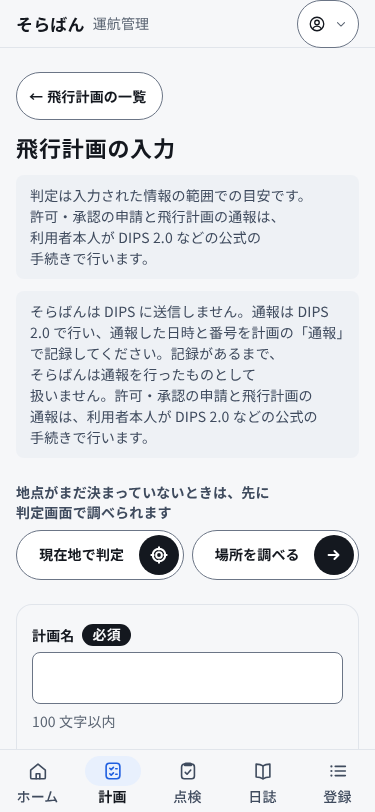 そらばん 運航管理
← 飛行計画の一覧
飛行計画の入力
判定は入力された情報の範囲での目安です。
許可・承認の申請と飛行計画の通報は、
利用者本人が DIPS 2.0 などの公式の
手続きで行います。
そらばんは DIPS に送信しません。通報は DIPS
2.0 で行い、通報した日時と番号を計画の「通報」
で記録してください。記録があるまで、
そらばんは通報を行ったものとして
扱いません。許可・承認の申請と飛行計画の
通報は、利用者本人が DIPS 2.0 などの公式の
手続きで行います。
地点がまだ決まっていないときは、先に
判定画面で調べられます
現在地で判定 場所を調べる
計画名 必須
100 文字以内
ホーム 計画 点検 日誌 登録